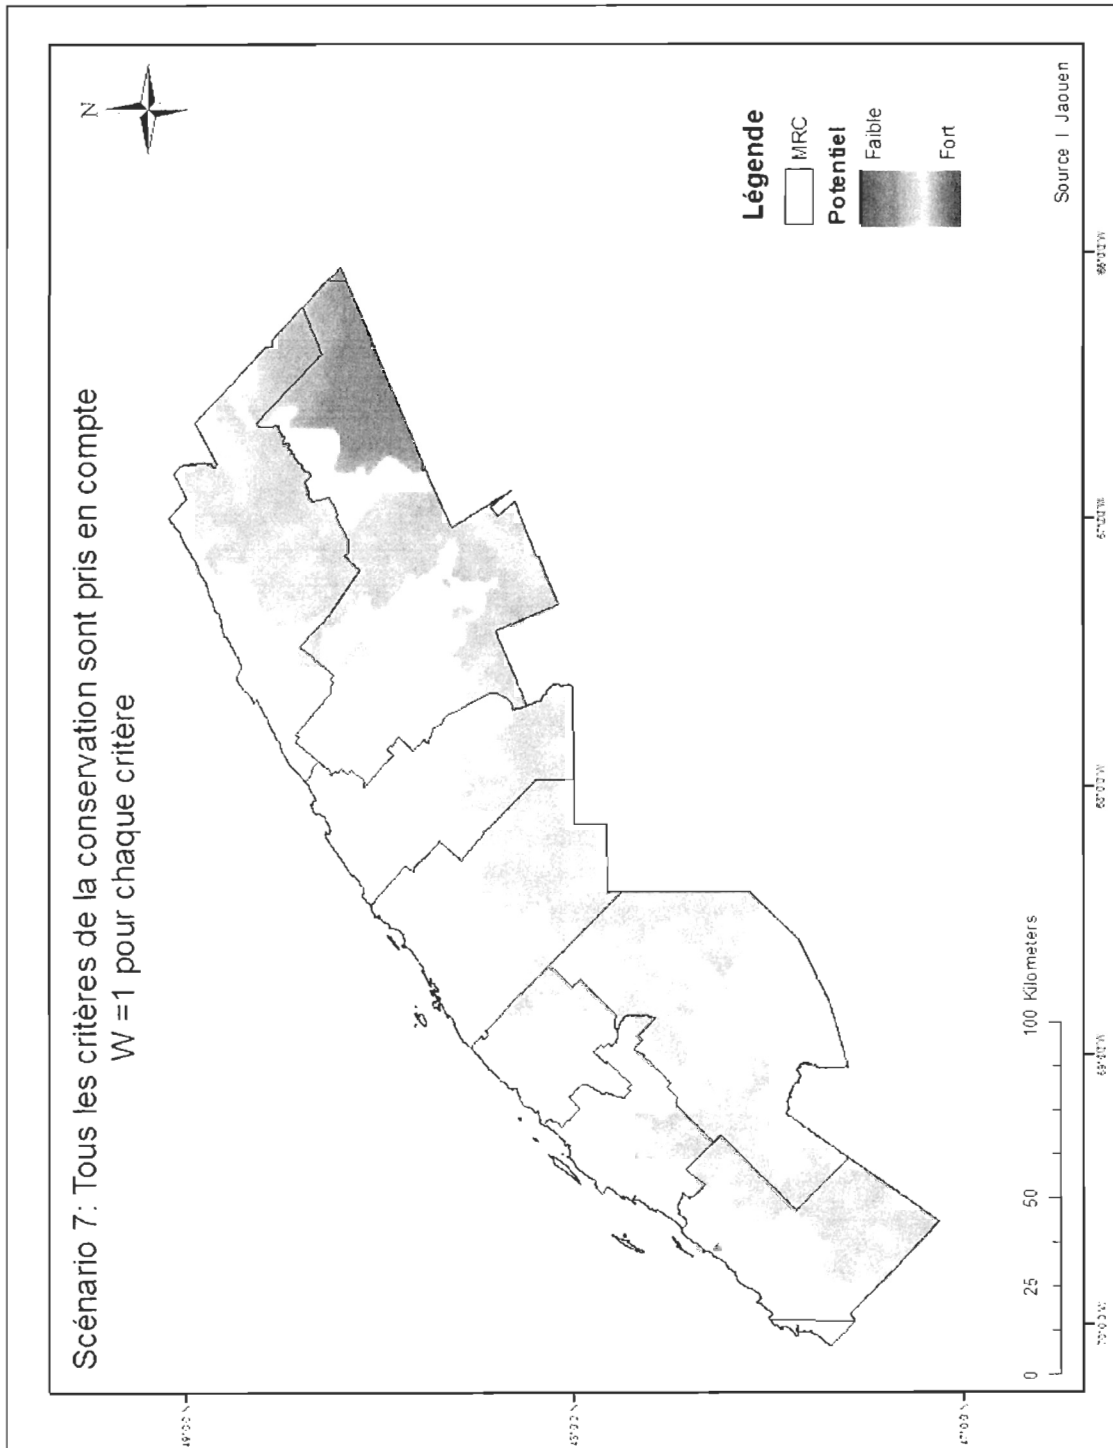 Scénario 7: Tous les critères de la conservation sont pris en compte
W =1 pour chaque critère
N
Légende
MRC
Potentiel
Faible
Fort
0 25 50 100 Kilometers
Source I Jaouen